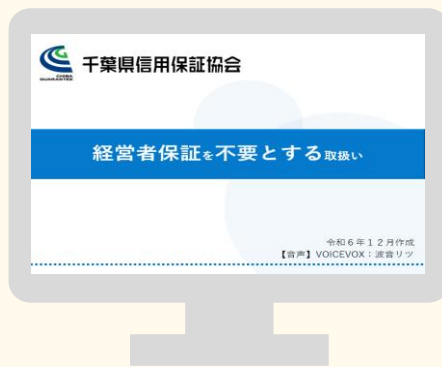 CHIBA
GUARANTEE
千葉県信用保証協会
経営者保証を不要とする取扱い
令和6年12月作成
【音声】VOICEVOX：波音リツ